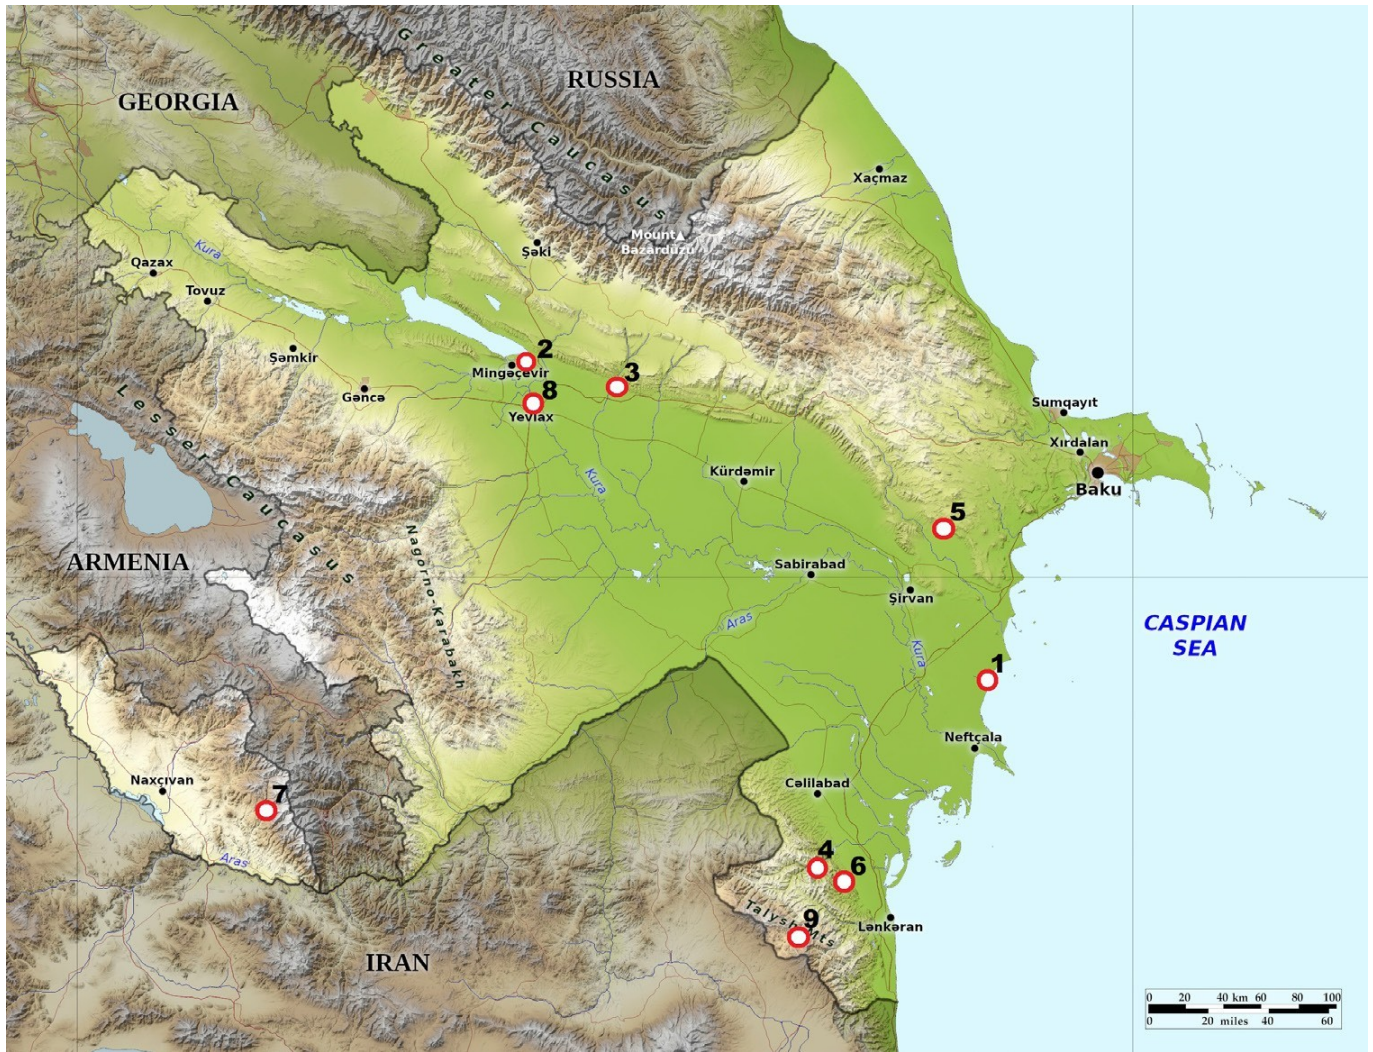 RUSSIA
GEORGIA
Greater Caucasus
Xaçmaz
Mount
Bazardüzü
Şəki
Kura
Qazax
Tovuz
Şəmkir
Gəncə
2
Mingəçevir
3
8
Yevlax
Sumqayıt
Xırdalan
Baku
Lesser Caucasus
Kura
Kürdəmir
5
ARMENIA
Nagorno-Karabakh
Sabirabad
Şirvan
Aras
Kura
CASPIAN
SEA
1
Neftçala
Naxçıvan
7
Cəlilabad
Aras
4
6
9
Talysh Mts
Lənkəran
IRAN
0 20 40 km 60 80 100
0 20 miles 40 60